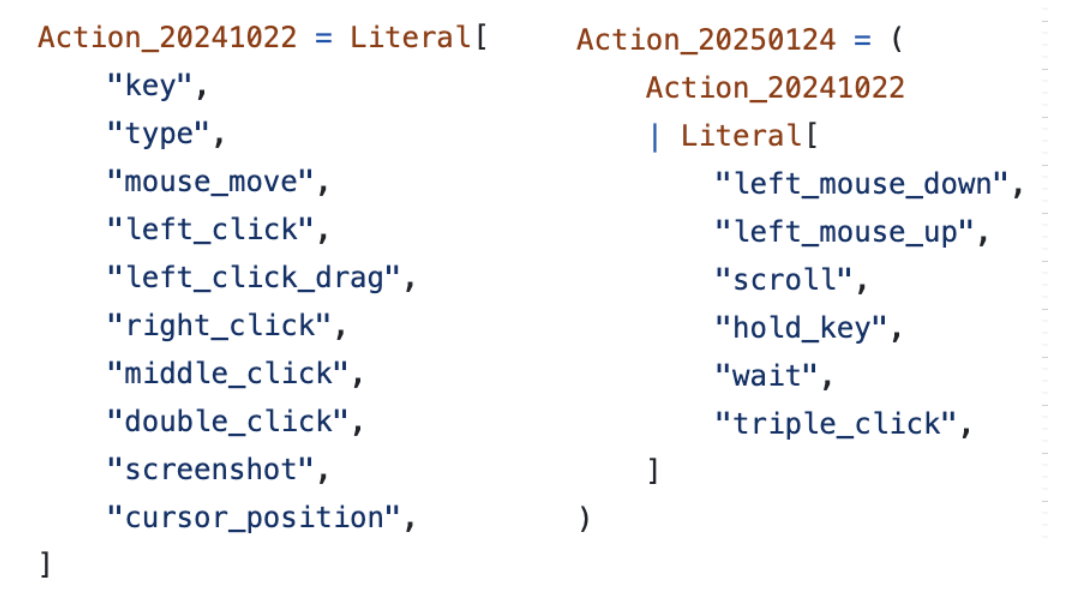 Action_20241022 = Literal[
    "key",
    "type",
    "mouse_move",
    "left_click",
    "left_click_drag",
    "right_click",
    "middle_click",
    "double_click",
    "screenshot",
    "cursor_position",
]
Action_20250124 = (
    Action_20241022
    | Literal[
        "left_mouse_down",
        "left_mouse_up",
        "scroll",
        "hold_key",
        "wait",
        "triple_click",
    ]
)